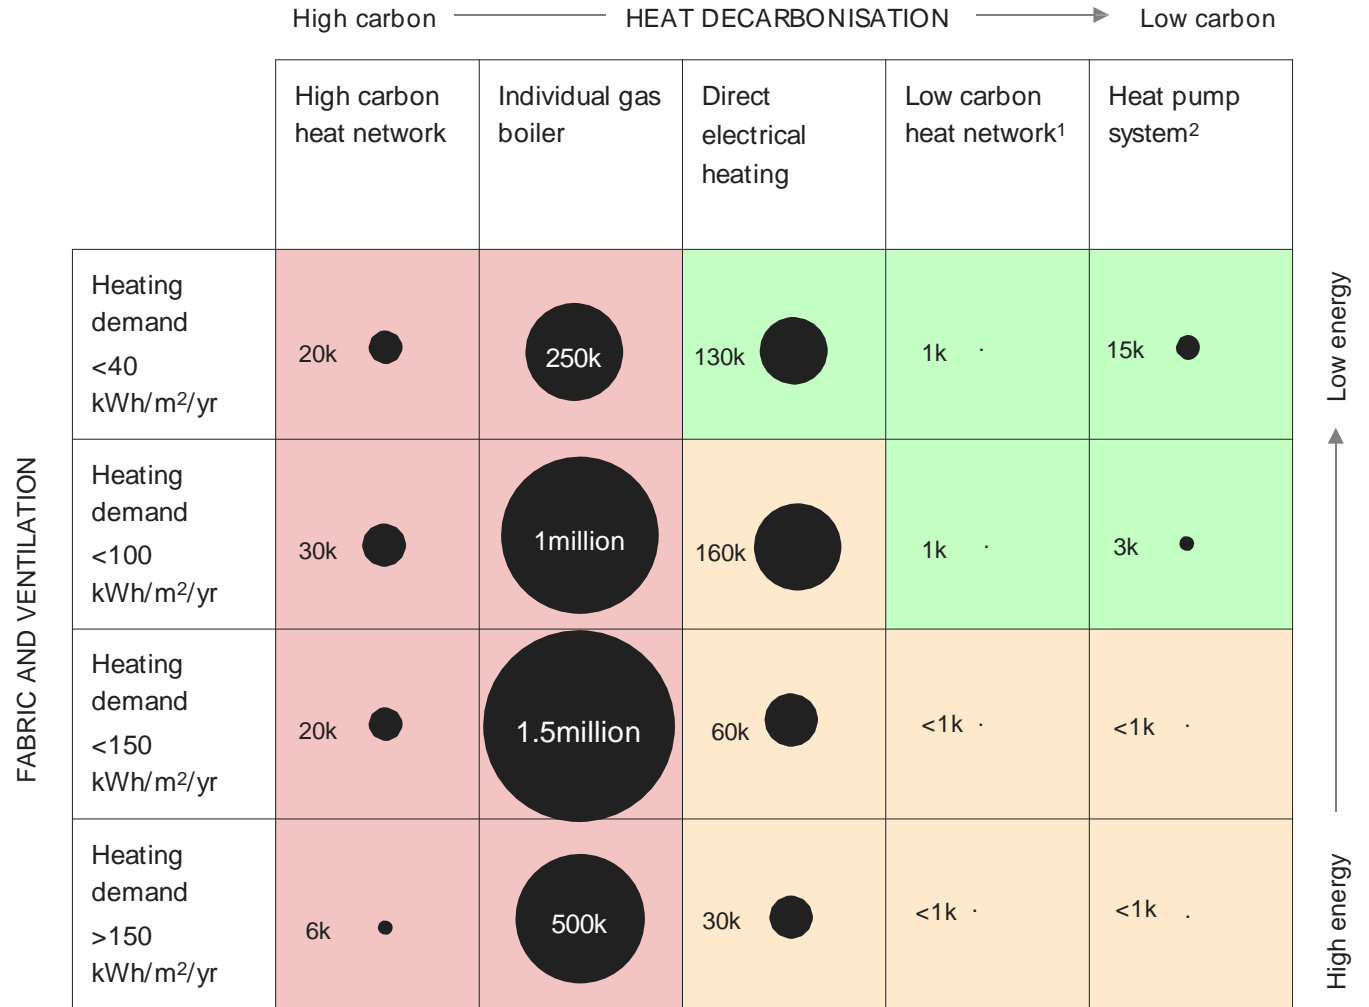 High carbon
HEAT DECARBONISATION
Low carbon
High carbon
heat network
Individual gas
boiler
Direct
electrical
heating
Low carbon
heat network¹
Heat pump
system²
FABRIC AND VENTILATION
Low energy
High energy
Heating
demand
<40
kWh/m²/yr
20k
250k
130k
1k
15k
Heating
demand
<100
kWh/m²/yr
30k
1million
160k
1k
3k
Heating
demand
<150
kWh/m²/yr
20k
1.5million
60k
<1k
<1k
Heating
demand
>150
kWh/m²/yr
6k
500k
30k
<1k
<1k